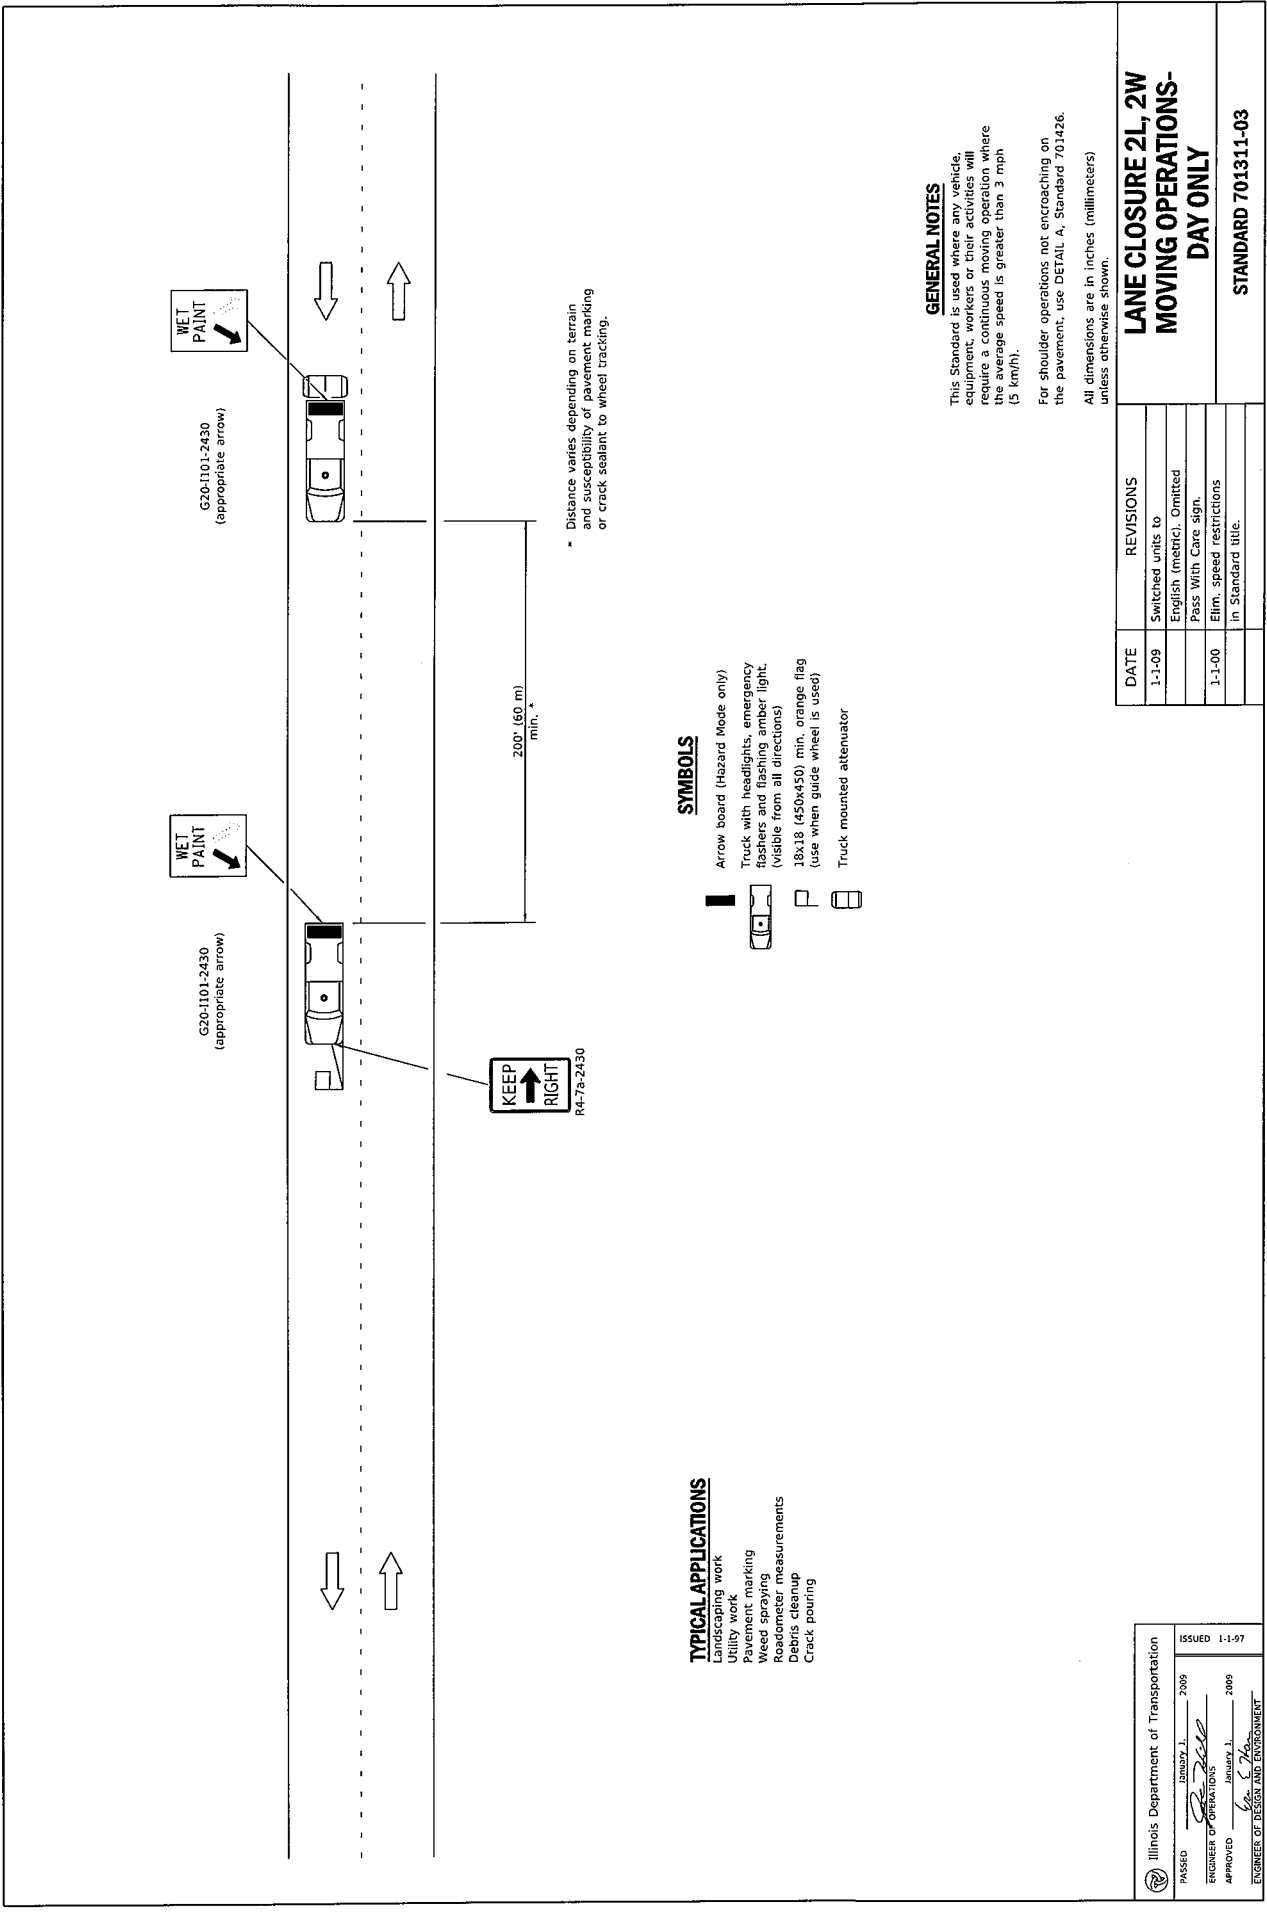 G20-I101-2430
(appropriate arrow)
WET
PAINT
G20-I101-2430
(appropriate arrow)
WET
PAINT
KEEP
RIGHT
R4-7a-2430
200' (60 m)
min. *
* Distance varies depending on terrain
and susceptibility of pavement marking
or crack sealant to wheel tracking.
TYPICAL APPLICATIONS
Landscaping work
Utility work
Pavement marking
Weed spraying
Roadometer measurements
Debris cleanup
Crack pouring
SYMBOLS
Arrow board (Hazard Mode only)
Truck with headlights, emergency
flashers and flashing amber light.
(visible from all directions)
18x18 (450x450) min. orange flag
(use when guide wheel is used)
Truck mounted attenuator
GENERAL NOTES
This Standard is used where any vehicle,
equipment, workers or their activities will
require a continuous moving operation where
the average speed is greater than 3 mph
(5 km/h).
For shoulder operations not encroaching on
the pavement, use DETAIL A, Standard 701426.
All dimensions are in inches (millimeters)
unless otherwise shown.
Illinois Department of Transportation
PASSED January 1, 2009
ENGINEER OF OPERATIONS
APPROVED January 1, 2009
ENGINEER OF DESIGN AND ENVIRONMENT
ISSUED 1-1-97
DATE REVISIONS
1-1-09 Switched units to
English (metric). Omitted
Pass With Care sign.
1-1-00 Elim. speed restrictions
in Standard title.
LANE CLOSURE 2L, 2W
MOVING OPERATIONS-
DAY ONLY
STANDARD 701311-03